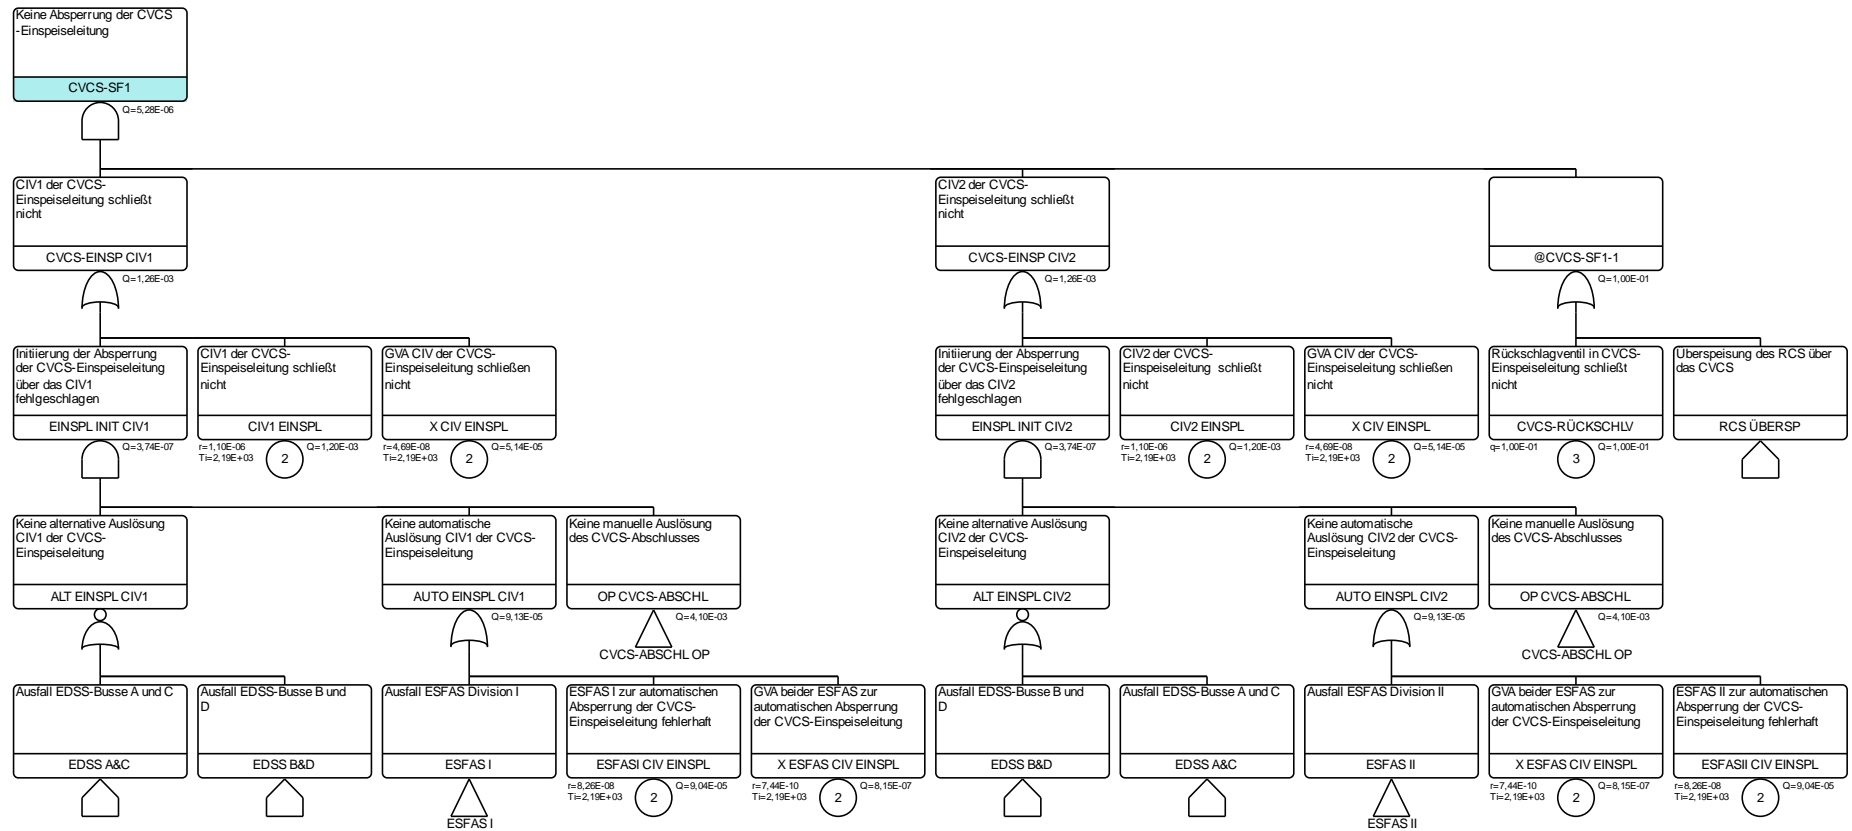 Keine Absperrung der CVCS
-Einspeiseleitung
CVCS-SF1
Q=5,28E-06
CIV1 der CVCS-
Einspeiseleitung schließt
nicht
CVCS-EINSP CIV1
Q=1,26E-03
CIV2 der CVCS-
Einspeiseleitung schließt
nicht
CVCS-EINSP CIV2
Q=1,26E-03
@CVCS-SF1-1
Q=1,00E-01
Initiierung der Absperrung
der CVCS-Einspeiseleitung
über das CIV1
fehlgeschlagen
EINSPL INIT CIV1
Q=3,74E-07
CIV1 der CVCS-
Einspeiseleitung schließt
nicht
CIV1 EINSPL
r=1,10E-06
Ti=2,19E+03
2
Q=1,20E-03
GVA CIV der CVCS-
Einspeiseleitung schließen
nicht
X CIV EINSPL
r=4,69E-08
Ti=2,19E+03
2
Q=5,14E-05
Initiierung der Absperrung
der CVCS-Einspeiseleitung
über das CIV2
fehlgeschlagen
EINSPL INIT CIV2
Q=3,74E-07
CIV2 der CVCS-
Einspeiseleitung schließt
nicht
CIV2 EINSPL
r=1,10E-06
Ti=2,19E+03
2
Q=1,20E-03
GVA CIV der CVCS-
Einspeiseleitung schließen
nicht
X CIV EINSPL
r=4,69E-08
Ti=2,19E+03
2
Q=5,14E-05
Rückschlagventil in CVCS-
Einspeiseleitung schließt
nicht
CVCS-RÜCKSCHLV
q=1,00E-01
3
Q=1,00E-01
Überspeisung des RCS über
das CVCS
RCS ÜBERSP
Keine alternative Auslösung
CIV1 der CVCS-
Einspeiseleitung
ALT EINSPL CIV1
Keine automatische
Auslösung CIV1 der CVCS-
Einspeiseleitung
AUTO EINSPL CIV1
Q=9,13E-05
Keine manuelle Auslösung
des CVCS-Abschlusses
OP CVCS-ABSCHL
Q=4,10E-03
CVCS-ABSCHL OP
Keine alternative Auslösung
CIV2 der CVCS-
Einspeiseleitung
ALT EINSPL CIV2
Keine automatische
Auslösung CIV2 der CVCS-
Einspeiseleitung
AUTO EINSPL CIV2
Q=9,13E-05
Keine manuelle Auslösung
des CVCS-Abschlusses
OP CVCS-ABSCHL
Q=4,10E-03
CVCS-ABSCHL OP
Ausfall EDSS-Busse A und C
EDSS A&C
Ausfall EDSS-Busse B und
D
EDSS B&D
Ausfall ESFAS Division I
ESFAS I
ESFAS I
ESFAS I zur automatischen
Absperrung der CVCS-
Einspeiseleitung fehlerhaft
ESFASI CIV EINSPL
r=8,26E-08
Ti=2,19E+03
2
Q=9,04E-05
GVA beider ESFAS zur
automatischen Absperrung
der CVCS-Einspeiseleitung
X ESFAS CIV EINSPL
r=7,44E-10
Ti=2,19E+03
2
Q=8,15E-07
Ausfall EDSS-Busse B und
D
EDSS B&D
Ausfall EDSS-Busse A und C
EDSS A&C
Ausfall ESFAS Division II
ESFAS II
ESFAS II
GVA beider ESFAS zur
automatischen Absperrung
der CVCS-Einspeiseleitung
X ESFAS CIV EINSPL
r=7,44E-10
Ti=2,19E+03
2
Q=8,15E-07
ESFAS II zur automatischen
Absperrung der CVCS-
Einspeiseleitung fehlerhaft
ESFASII CIV EINSPL
r=8,26E-08
Ti=2,19E+03
2
Q=9,04E-05